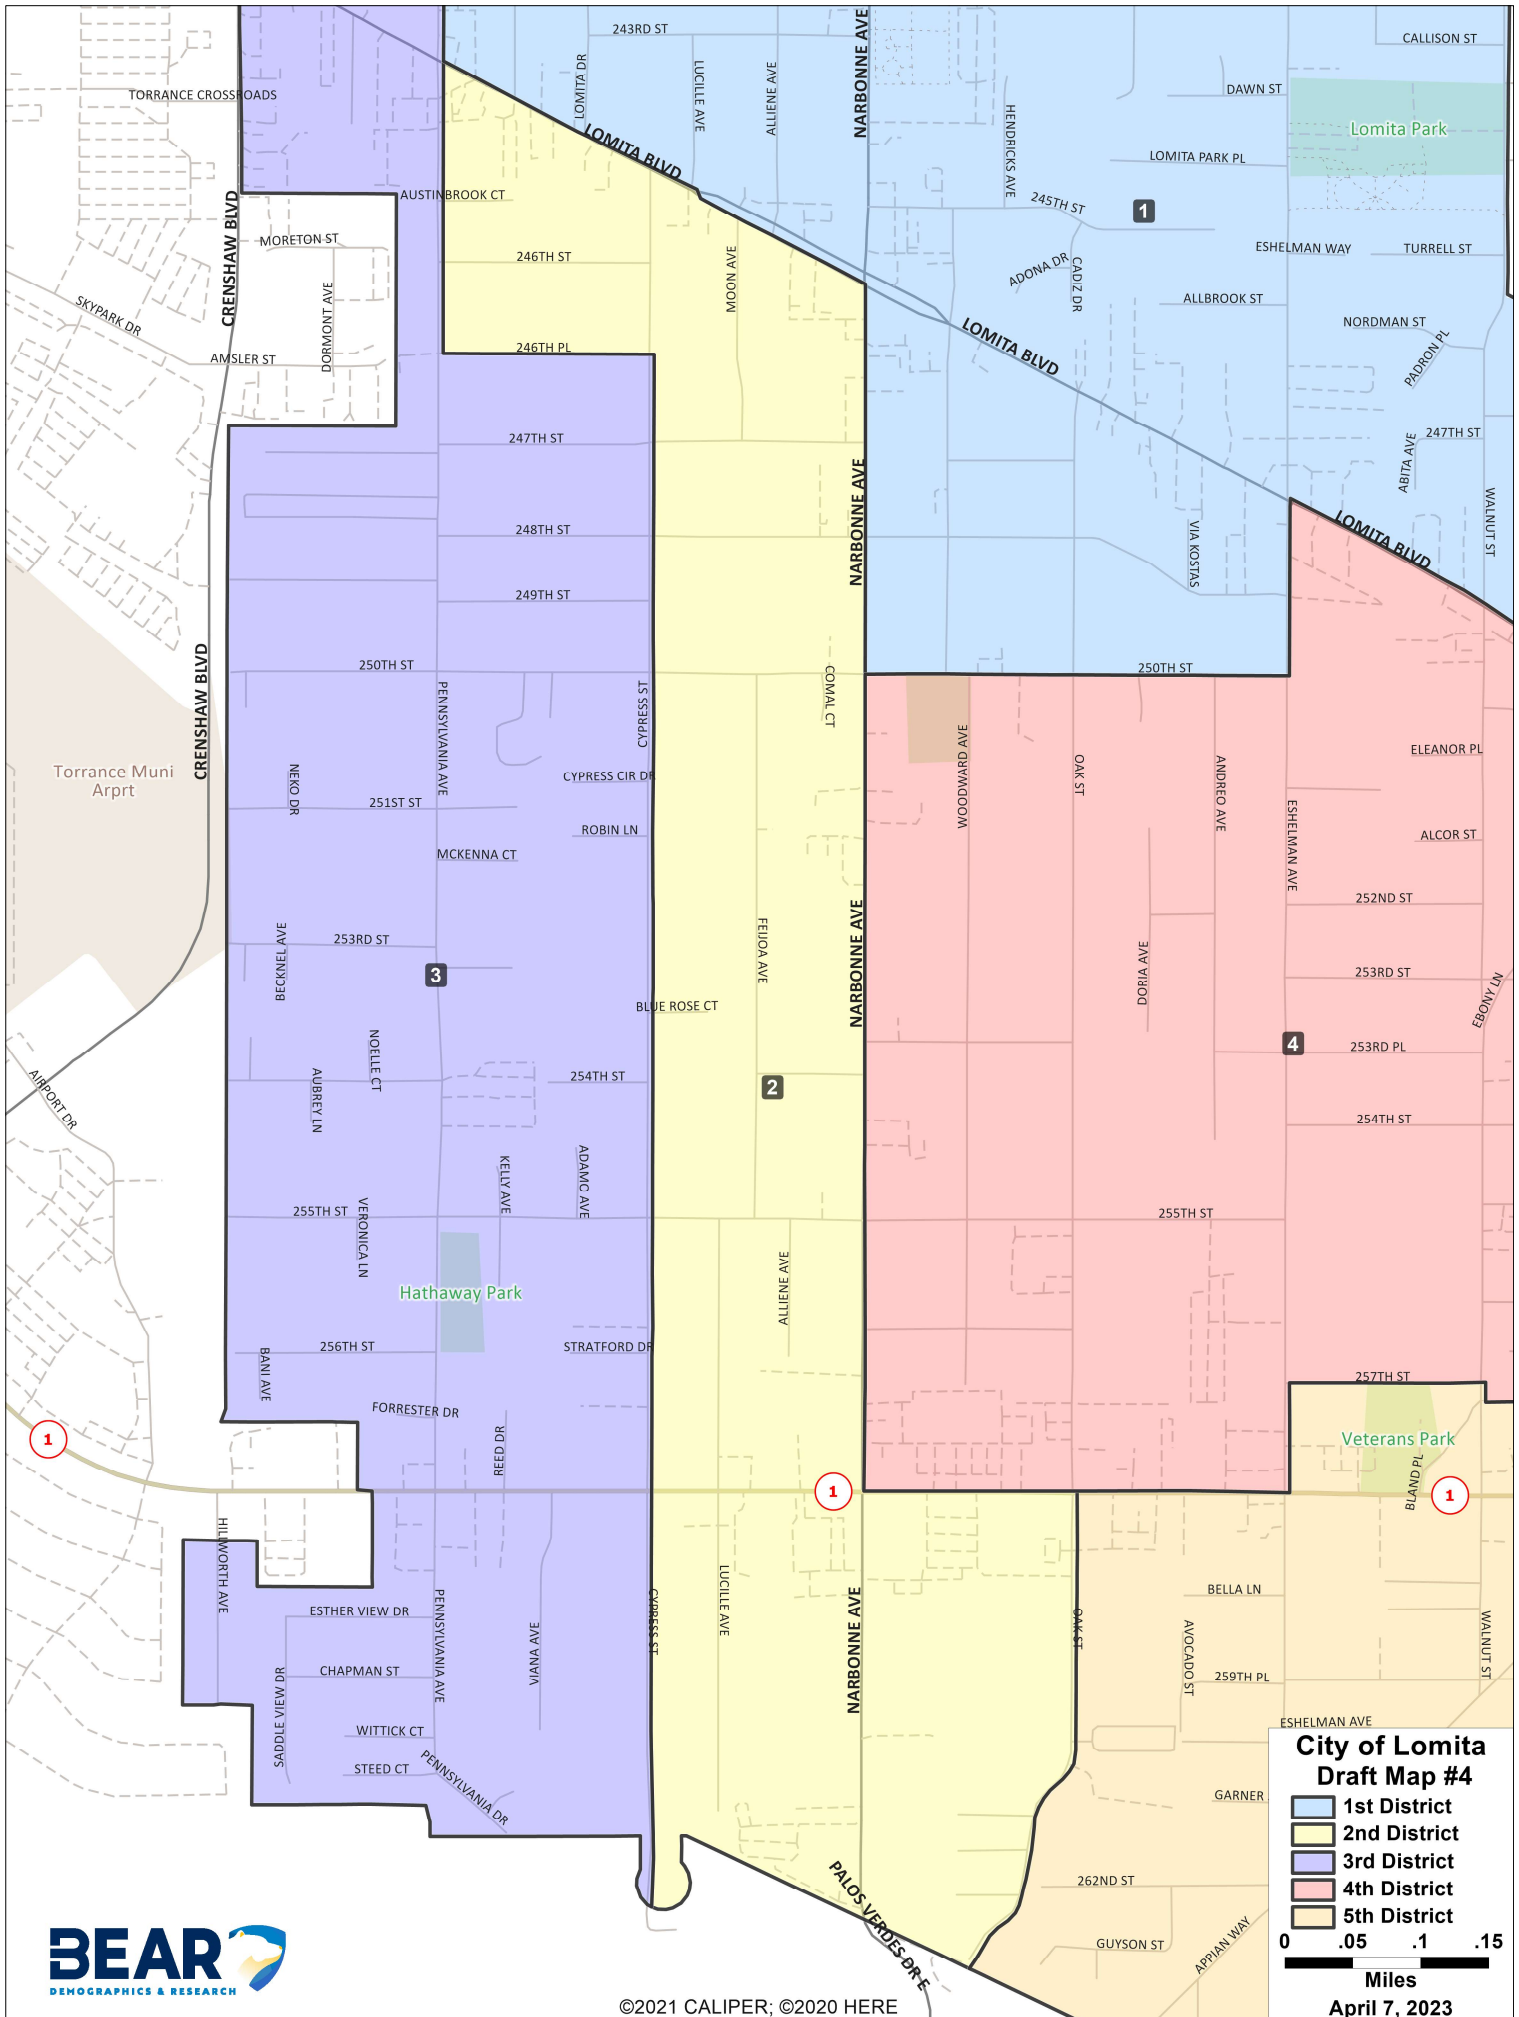 243RD ST
CALLISON ST
TORRANCE CROSSROADS
LOMITA DR
LUCILLE AVE
ALLIENE AVE
NARBONNE AVE
HENDRICKS AVE
DAWN ST
Lomita Park
LOMITA BLVD
LOMITA PARK PL
AUSTINBROOK CT
245TH ST
1
CRENSHAW BLVD
MORETON ST
246TH ST
MOON AVE
ADONA DR
CADIZ DR
ESHELMAN WAY
TURRELL ST
SKYPARK DR
DORMONT AVE
ALLBROOK ST
NORDMAN ST
PADRON PL
AMSLER ST
246TH PL
LOMITA BLVD
247TH ST
ABITA AVE
247TH ST
NARBONNE AVE
WALNUT ST
248TH ST
VIA KOSTAS
LOMITA BLVD
249TH ST
CRENSHAW BLVD
250TH ST
PENNSYLVANIA AVE
CYPRESS ST
COMAL CT
250TH ST
Torrance Muni
Arprt
NEKO DR
CYPRESS CIR DR
WOODWARD AVE
OAK ST
ANDREO AVE
ELEANOR PL
251ST ST
ROBIN LN
ESHELMAN AVE
ALCOR ST
MCKENNA CT
252ND ST
BECKNEL AVE
253RD ST
3
FEIJOA AVE
NARBONNE AVE
DORIA AVE
253RD ST
EBONY LN
BLUE ROSE CT
NOELLE CT
4
253RD PL
AIRPORT DR
AUBREY LN
254TH ST
2
254TH ST
KELLY AVE
ADAMC AVE
255TH ST
VERONICA LN
255TH ST
Hathaway Park
ALLIENE AVE
256TH ST
STRATFORD DR
BANI AVE
257TH ST
FORRESTER DR
REED DR
1
Veterans Park
BLAND PL
1
1
HILLWORTH AVE
LUCILLE AVE
BELLA LN
ESTHER VIEW DR
PENNSYLVANIA AVE
VIANA AVE
CYPRESS ST
NARBONNE AVE
OAK ST
AVOCADO ST
WALNUT ST
SADDLE VIEW DR
CHAPMAN ST
259TH PL
WITTICK CT
ESHELMAN AVE
STEED CT
PENNSYLVANIA DR
GARNER
PALOS VERDES DR E
262ND ST
GUYSON ST
APPIAN WAY
City of Lomita
Draft Map #4
1st District
2nd District
3rd District
4th District
5th District
0 .05 .1 .15
Miles
April 7, 2023
BEAR
DEMOGRAPHICS & RESEARCH
©2021 CALIPER; ©2020 HERE